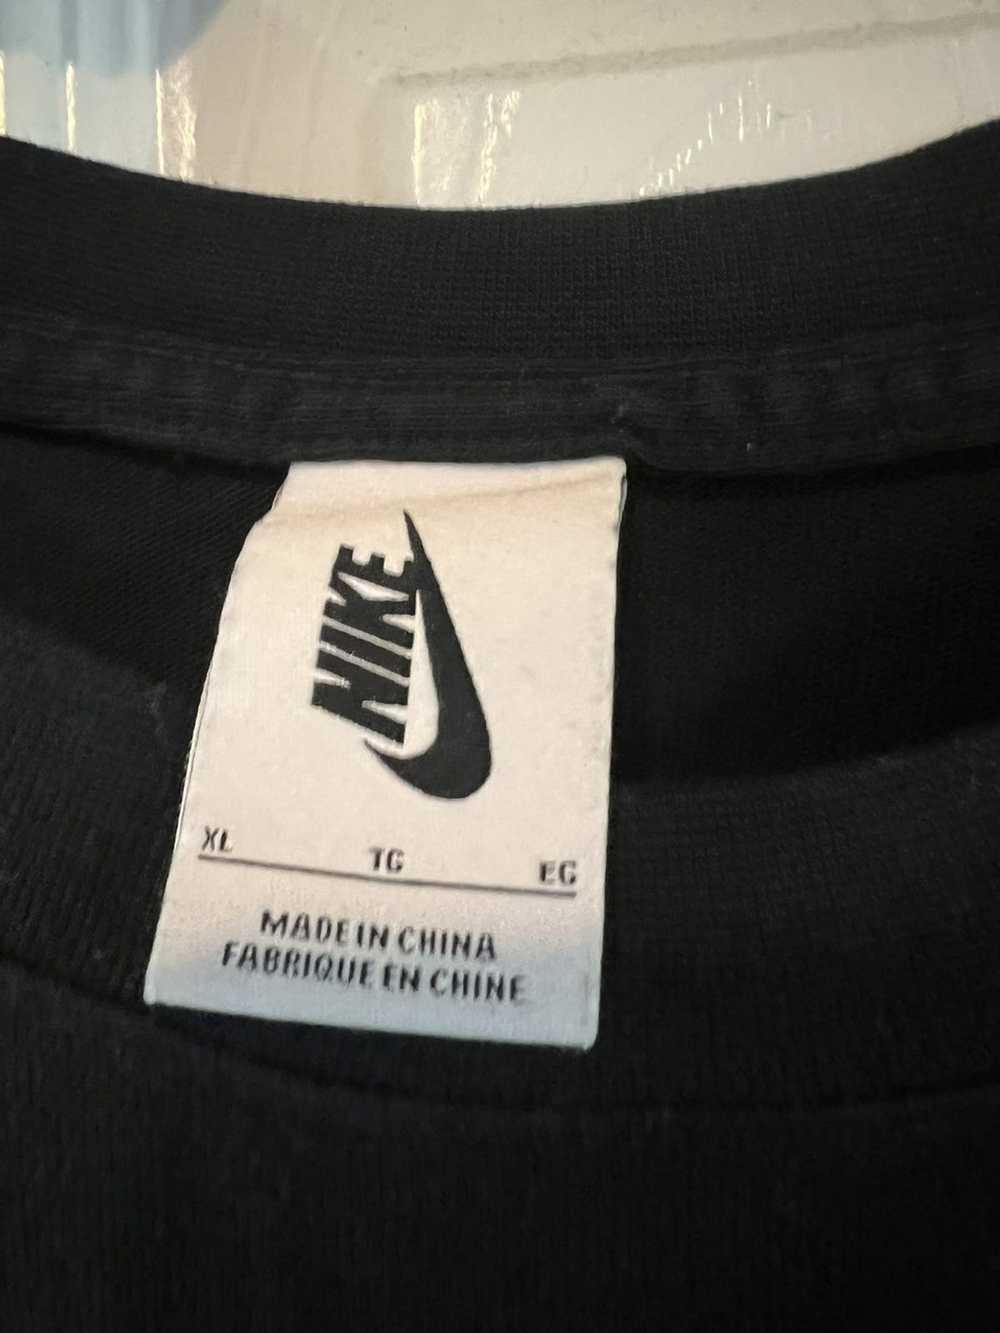 NIKE
XL TG EG
MADE IN CHINA
FABRIQUE EN CHINE